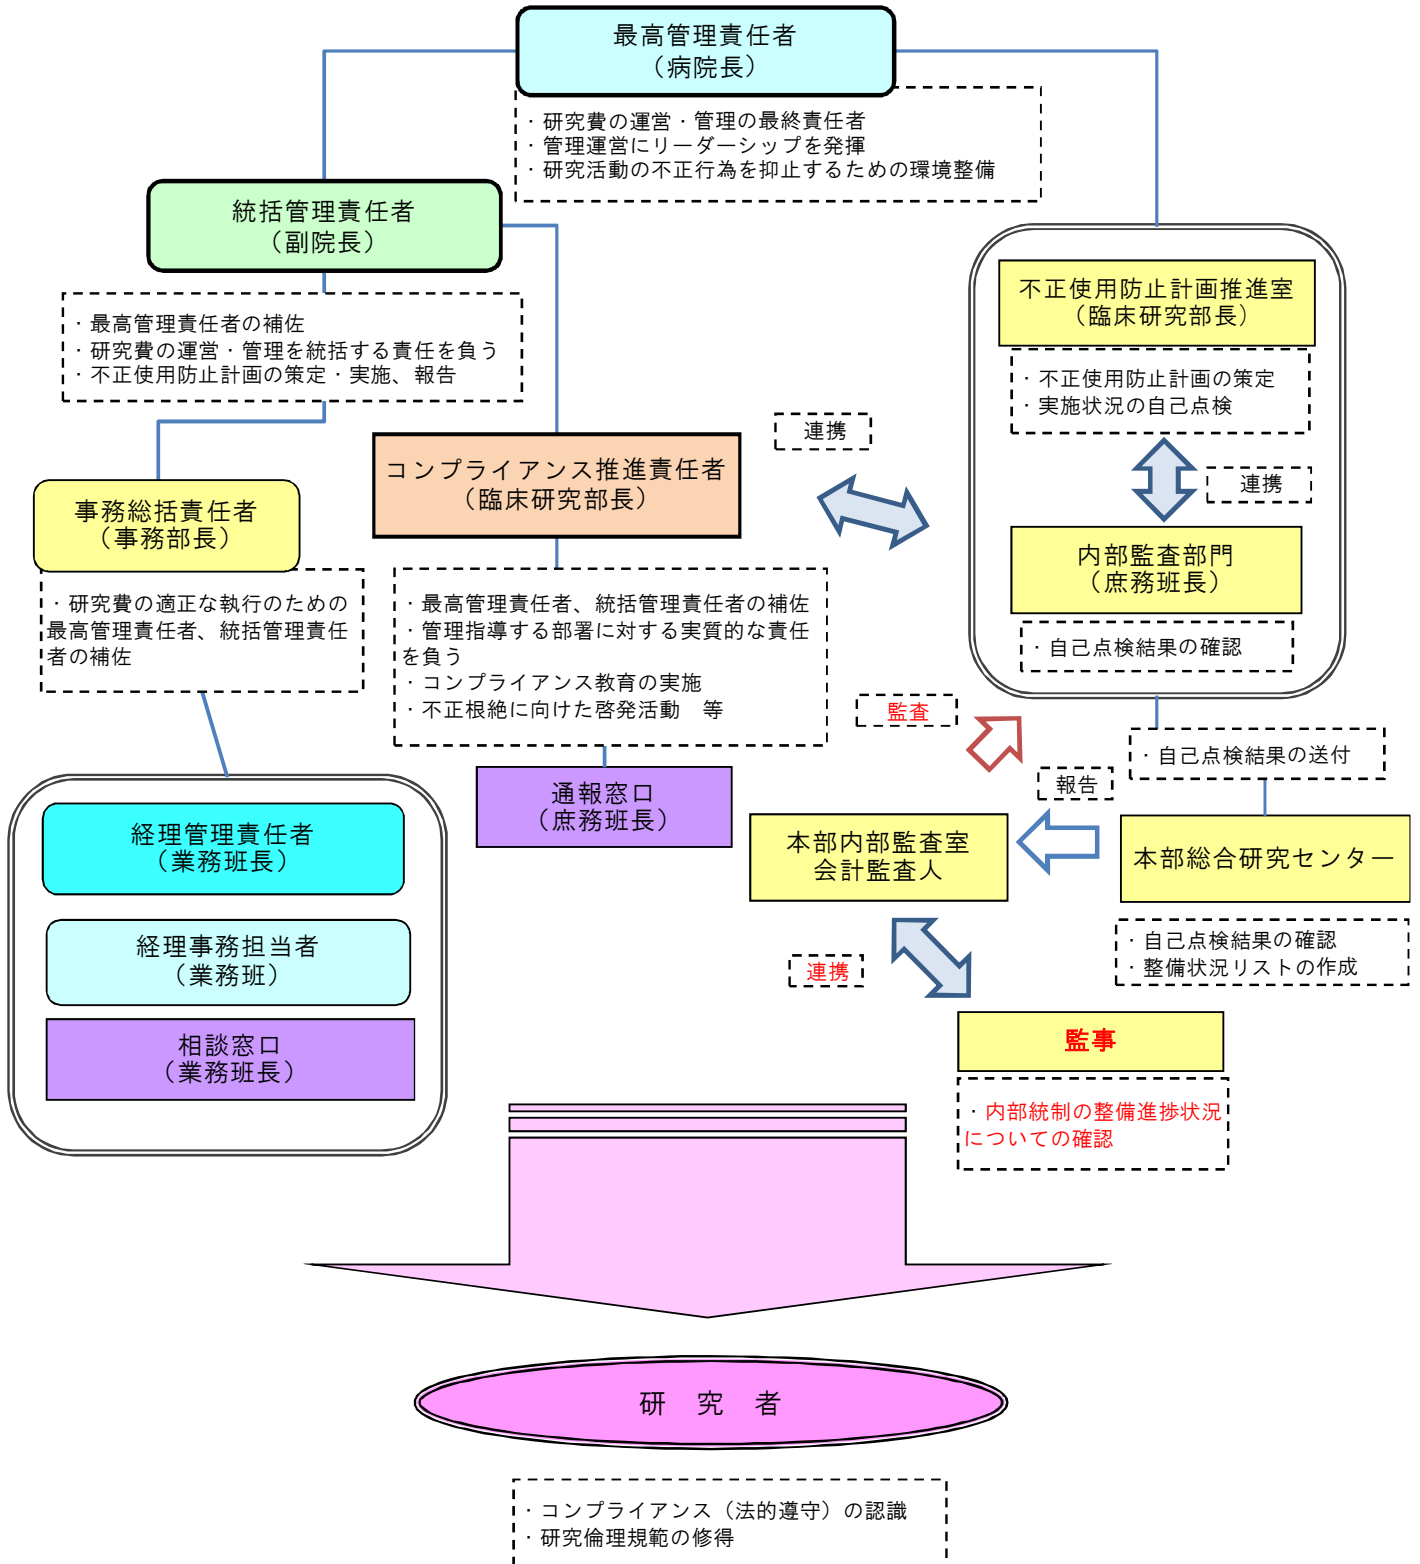 最高管理責任者
（病院長）
・研究費の運営・管理の最終責任者
・管理運営にリーダーシップを発揮
・研究活動の不正行為を抑止するための環境整備
統括管理責任者
（副院長）
・最高管理責任者の補佐
・研究費の運営・管理を統括する責任を負う
・不正使用防止計画の策定・実施、報告
不正使用防止計画推進室
（臨床研究部長）
・不正使用防止計画の策定
・実施状況の自己点検
連携
連携
内部監査部門
（庶務班長）
・自己点検結果の確認
コンプライアンス推進責任者
（臨床研究部長）
・最高管理責任者、統括管理責任者の補佐
・管理指導する部署に対する実質的な責任
を負う
・コンプライアンス教育の実施
・不正根絶に向けた啓発活動　等
事務総括責任者
（事務部長）
・研究費の適正な執行のための
最高管理責任者、統括管理責任
者の補佐
監査
・自己点検結果の送付
報告
通報窓口
（庶務班長）
本部内部監査室
会計監査人
本部総合研究センター
・自己点検結果の確認
・整備状況リストの作成
経理管理責任者
（業務班長）
経理事務担当者
（業務班）
相談窓口
（業務班長）
連携
監事
・内部統制の整備進捗状況
についての確認
研　究　者
・コンプライアンス（法的遵守）の認識
・研究倫理規範の修得